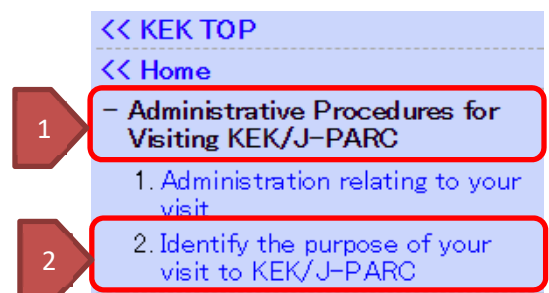 << KEK TOP
<< Home
1
- Administrative Procedures for
Visiting KEK/J-PARC
1. Administration relating to your
visit
2
2. Identify the purpose of your
visit to KEK/J-PARC